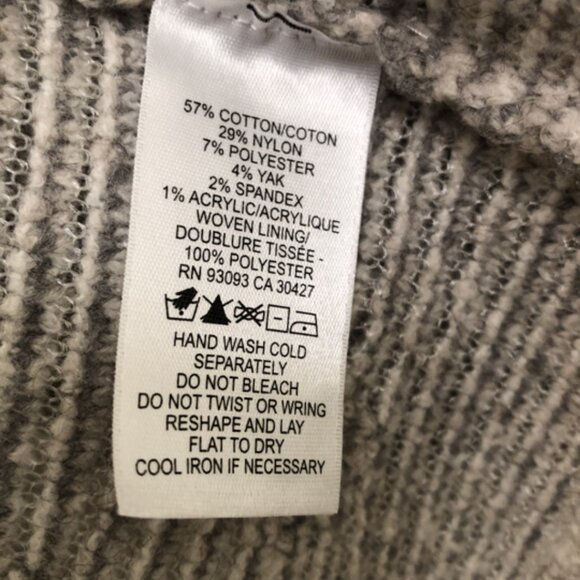 57% COTTON/COTON
29% NYLON
7% POLYESTER
4% YAK
2% SPANDEX
1% ACRYLIC/ACRYLIQUE
WOVEN LINING/
DOUBLURE TISSÉE -
100% POLYESTER
RN 93093 CA 30427
HAND WASH COLD
SEPARATELY
DO NOT BLEACH
DO NOT TWIST OR WRING
RESHAPE AND LAY
FLAT TO DRY
COOL IRON IF NECESSARY